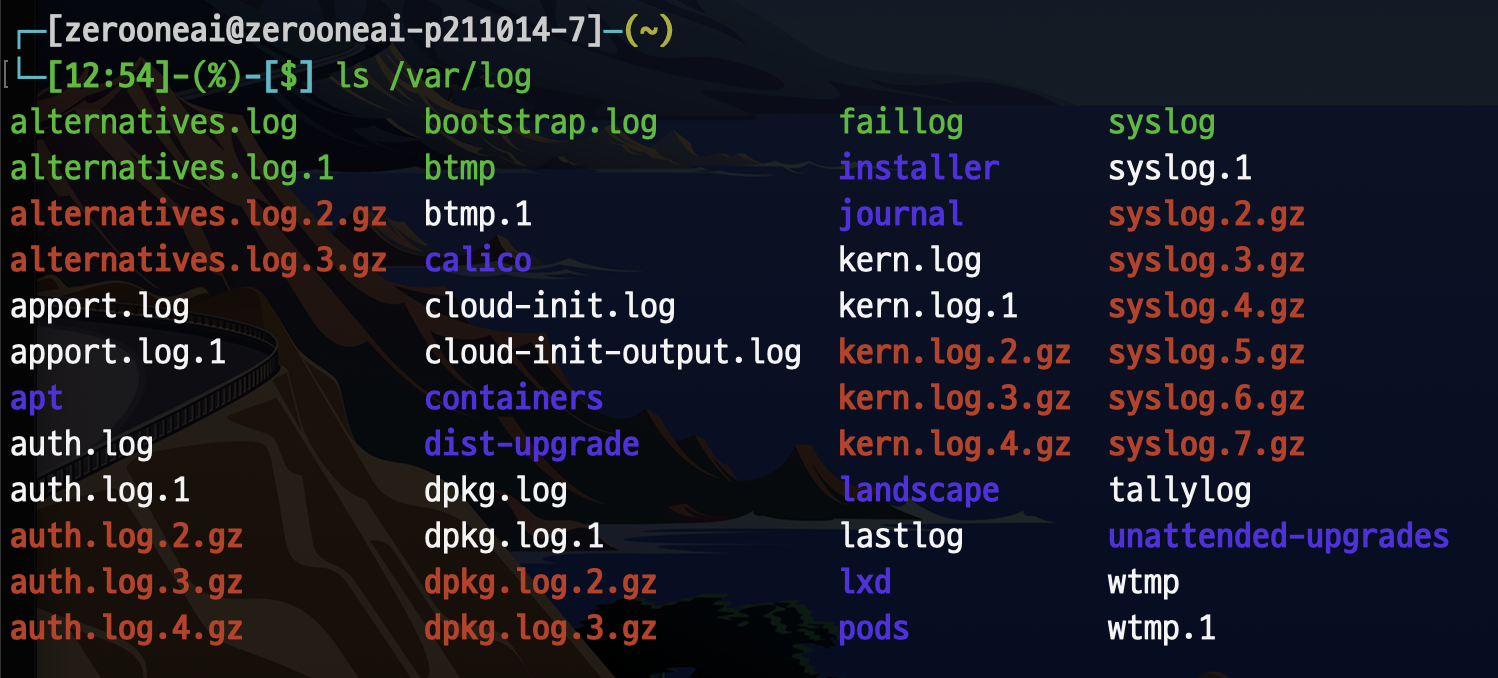 ┌─[zerooneai@zerooneai-p211014-7]-(~)
└─[12:54]-(%)-[$] ls /var/log
alternatives.log bootstrap.log faillog syslog
alternatives.log.1 btmp installer syslog.1
alternatives.log.2.gz btmp.1 journal syslog.2.gz
alternatives.log.3.gz calico kern.log syslog.3.gz
apport.log cloud-init.log kern.log.1 syslog.4.gz
apport.log.1 cloud-init-output.log kern.log.2.gz syslog.5.gz
apt containers kern.log.3.gz syslog.6.gz
auth.log dist-upgrade kern.log.4.gz syslog.7.gz
auth.log.1 dpkg.log landscape tallylog
auth.log.2.gz dpkg.log.1 lastlog unattended-upgrades
auth.log.3.gz dpkg.log.2.gz lxd wtmp
auth.log.4.gz dpkg.log.3.gz pods wtmp.1